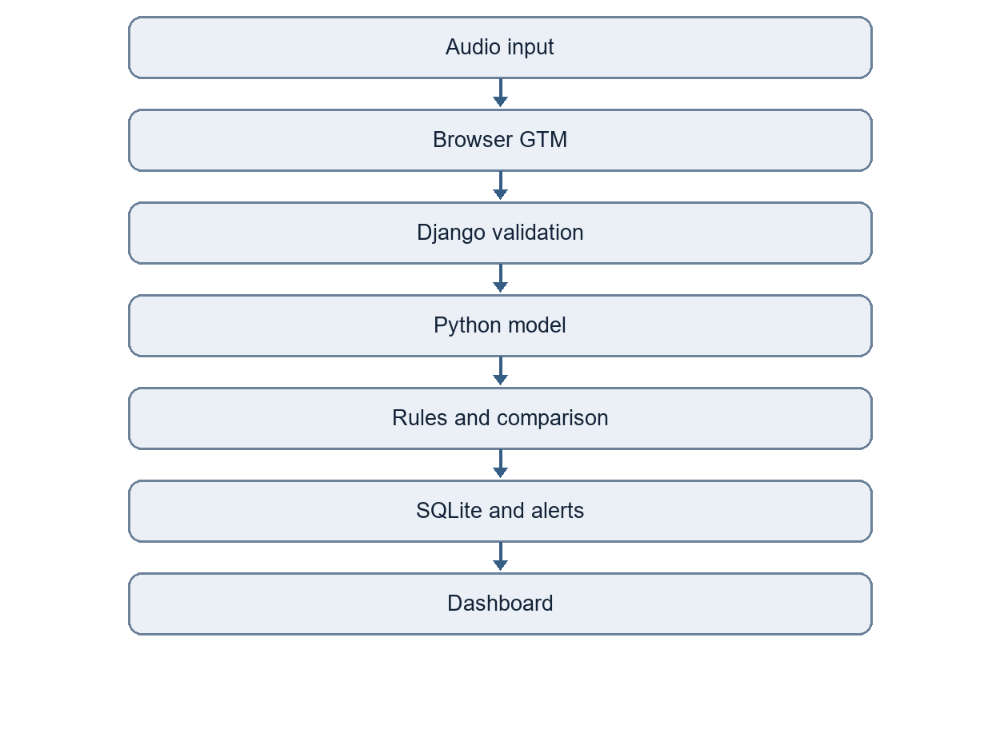 Audio input
Browser GTM
Django validation
Python model
Rules and comparison
SQLite and alerts
Dashboard